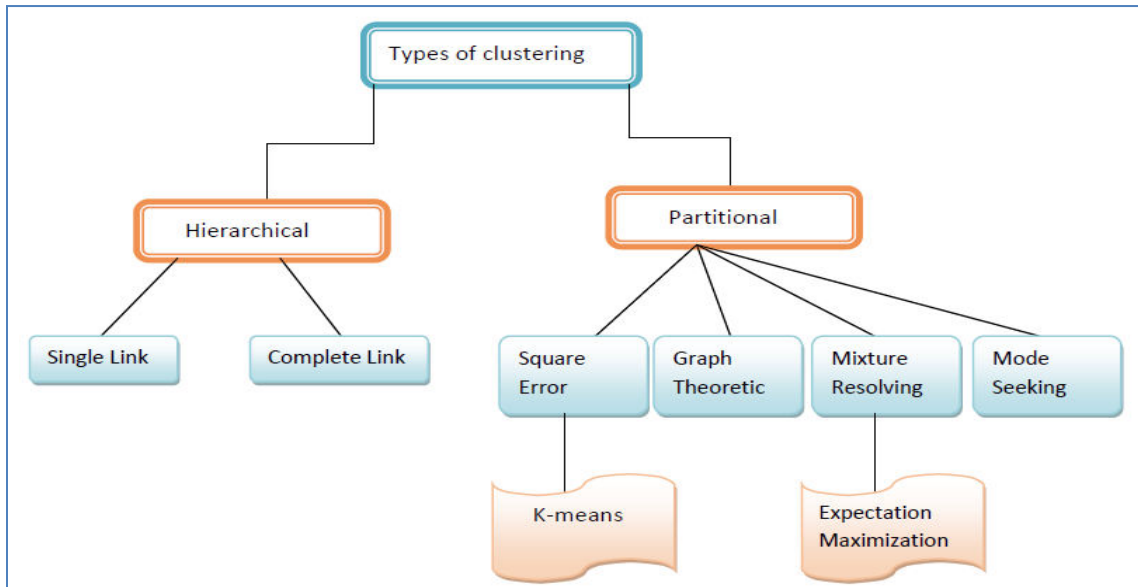 Types of clustering
Hierarchical
Partitional
Single Link
Complete Link
Square
Error
Graph
Theoretic
Mixture
Resolving
Mode
Seeking
K-means
Expectation
Maximization